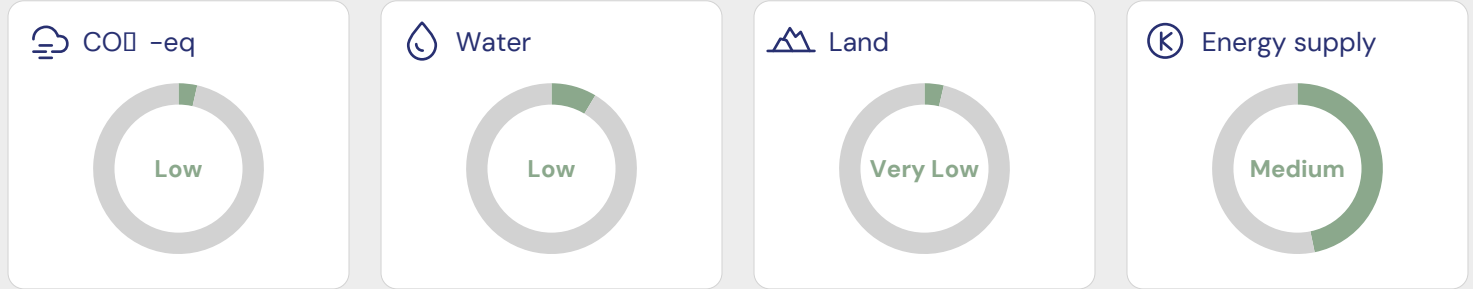 CO▯ -eq
Low
Water
Low
Land
Very Low
Energy supply
Medium